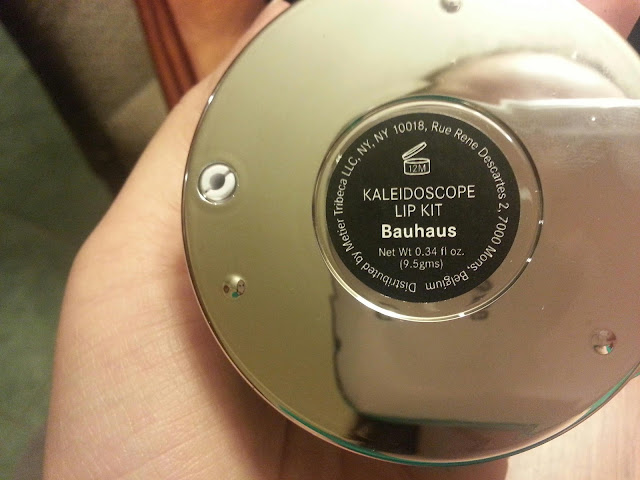 Distributed by Metier Tribeca LLC, NY, NY 10018, Rue Rene Descartes 2, 7000 Mons, Belgium
12M
KALEIDOSCOPE
LIP KIT
Bauhaus
Net Wt 0.34 fl oz.
(9.5gms)